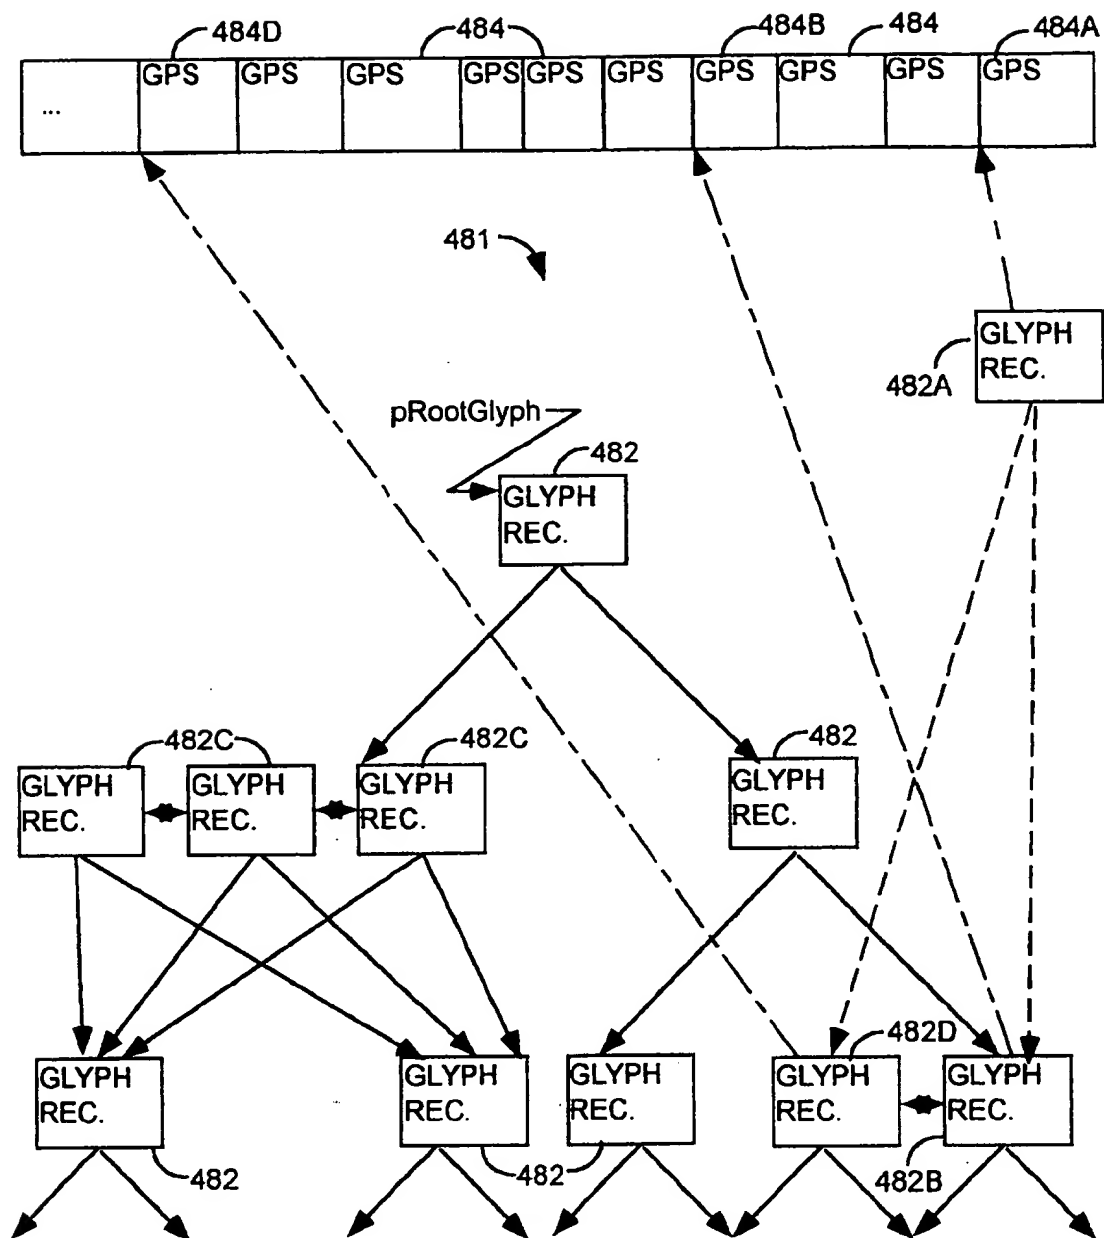 484D
484
484B
484
484A
...
GPS
GPS
GPS
GPS
GPS
GPS
GPS
GPS
GPS
GPS
481
GLYPH
REC.
482A
pRootGlyph
482
GLYPH
REC.
482C
482C
482
GLYPH
REC.
GLYPH
REC.
GLYPH
REC.
GLYPH
REC.
482D
GLYPH
REC.
GLYPH
REC.
GLYPH
REC.
GLYPH
REC.
GLYPH
REC.
482
482
482B